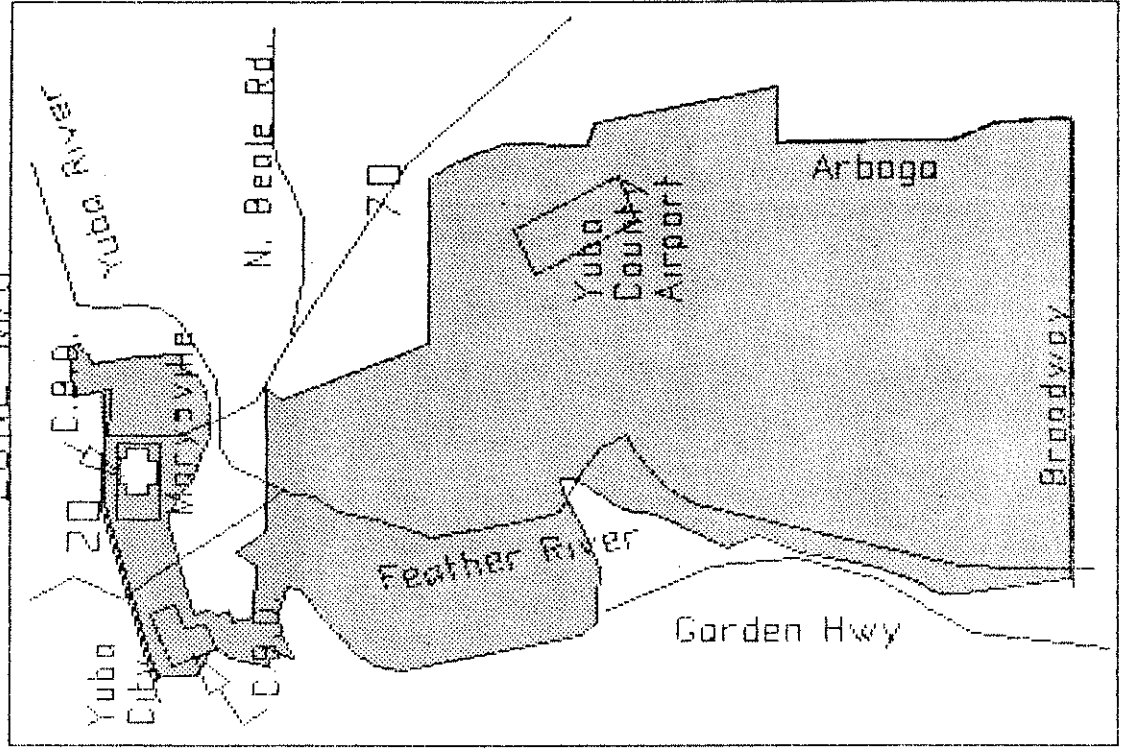 Yuba River
N. Beale Rd.
70
C.B.D.
20
Marysville
Yuba
City
C.B.D.
Yuba
County
Airport
Arboga
Feather River
Garden Hwy
Broadway